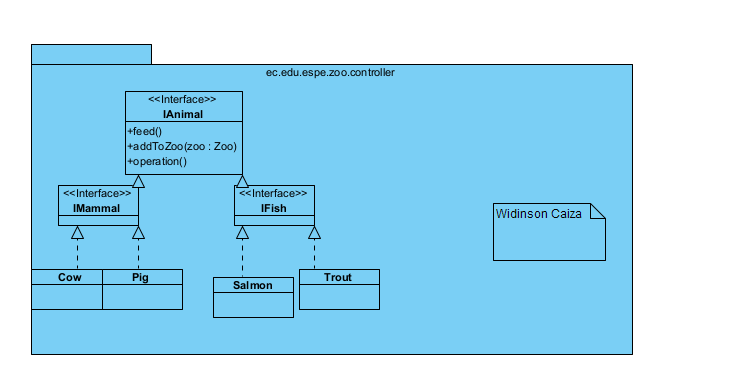 ec.edu.espe.zoo.controller
<<Interface>>
IAnimal
+feed()
+addToZoo(zoo : Zoo)
+operation()
<<Interface>>
IMammal
<<Interface>>
IFish
Widinson Caiza
Cow
Pig
Salmon
Trout